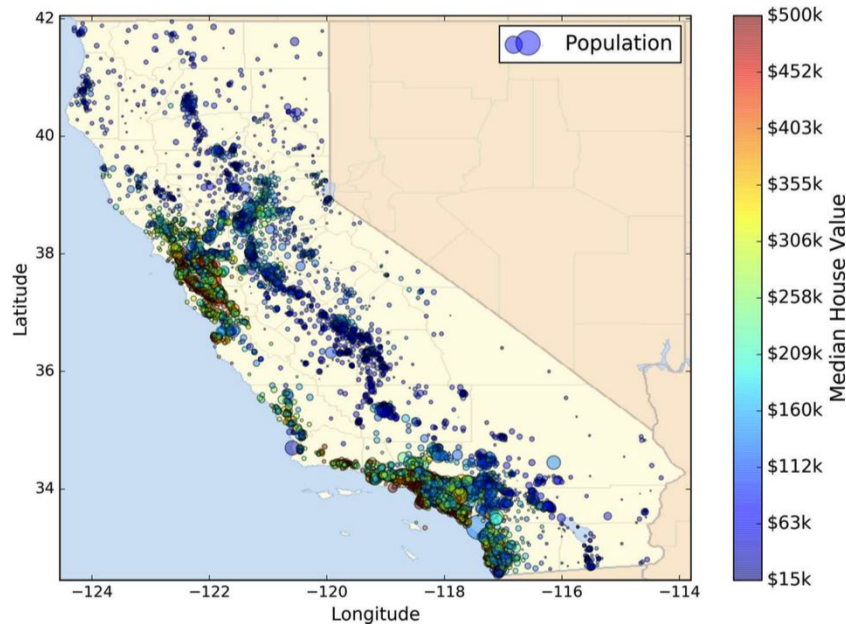 Population
42
40
38
36
34
Latitude
−124
−122
−120
−118
−116
−114
Longitude
$500k
$452k
$403k
$355k
$306k
$258k
$209k
$160k
$112k
$63k
$15k
Median House Value